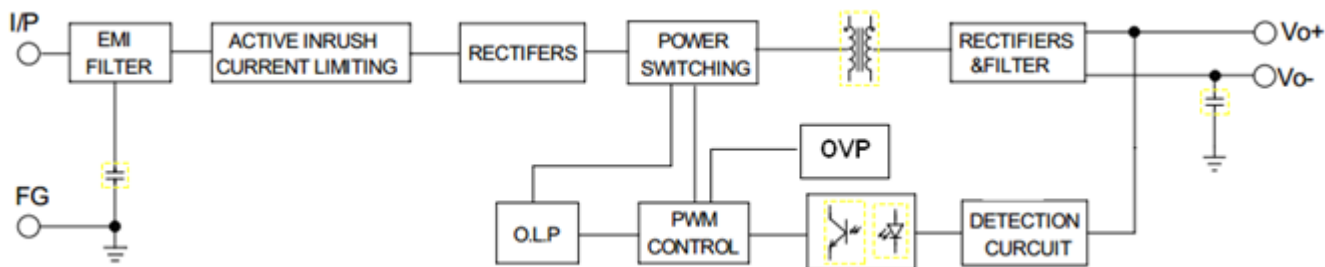 I/P
EMI
FILTER
ACTIVE INRUSH
CURRENT LIMITING
RECTIFERS
POWER
SWITCHING
RECTIFIERS
&FILTER
Vo+
Vo-
OVP
FG
O.L.P
PWM
CONTROL
DETECTION
CURCUIT